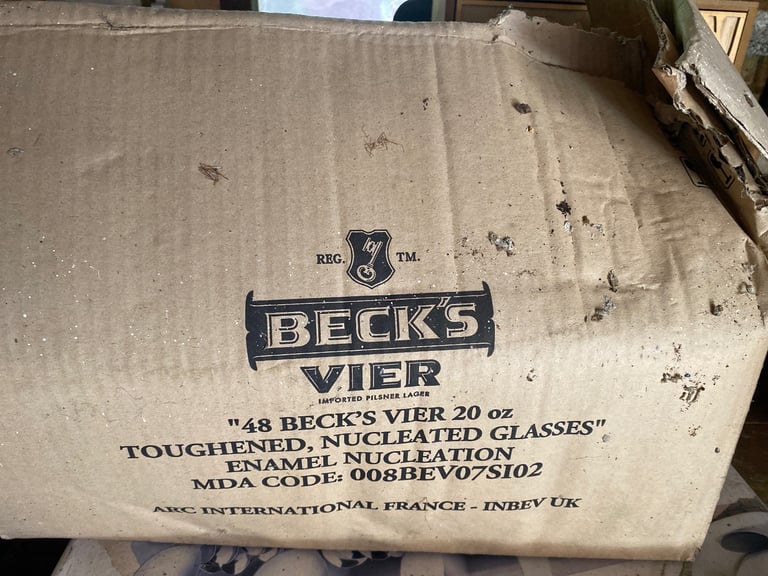 REG. TM.
BECK'S
VIER
IMPORTED PILSNER LAGER
"48 BECK'S VIER 20 oz
TOUGHENED, NUCLEATED GLASSES"
ENAMEL NUCLEATION
MDA CODE: 008BEV07SI02
ARC INTERNATIONAL FRANCE - INBEV UK